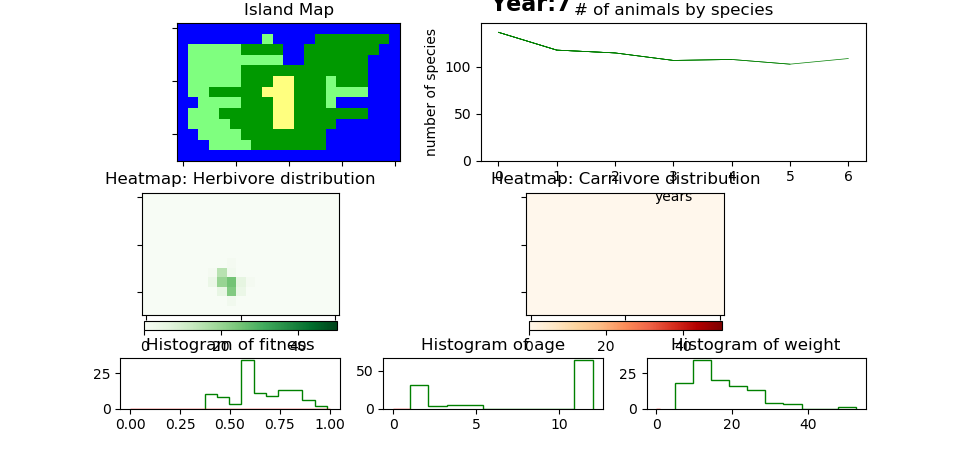 Year:7
Island Map
# of animals by species
number of species
100
50
0
0 1 2 3 4 5 6
years
Heatmap: Herbivore distribution
Heatmap: Carnivore distribution
0 20 40
0 20 40
Histogram of fitness
Histogram of age
Histogram of weight
25
0
0.00 0.25 0.50 0.75 1.00
50
0
0 5 10
25
0
0 20 40